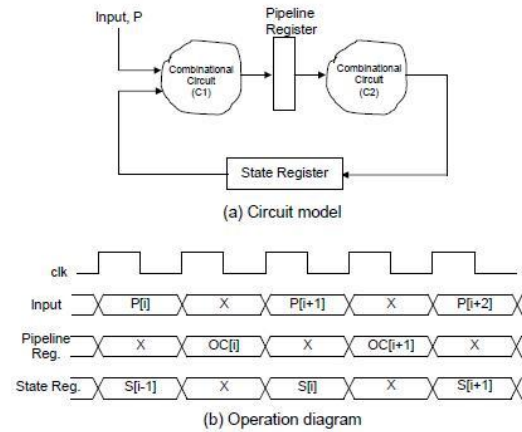 Input, P
Pipeline
Register
Combinational
Circuit
(C1)
Combinational
Circuit
(C2)
State Register
(a) Circuit model
clk
Input
P[i]
X
P[i+1]
X
P[i+2]
Pipeline
Reg.
X
OC[i]
X
OC[i+1]
X
State Reg.
S[i-1]
X
S[i]
X
S[i+1]
(b) Operation diagram